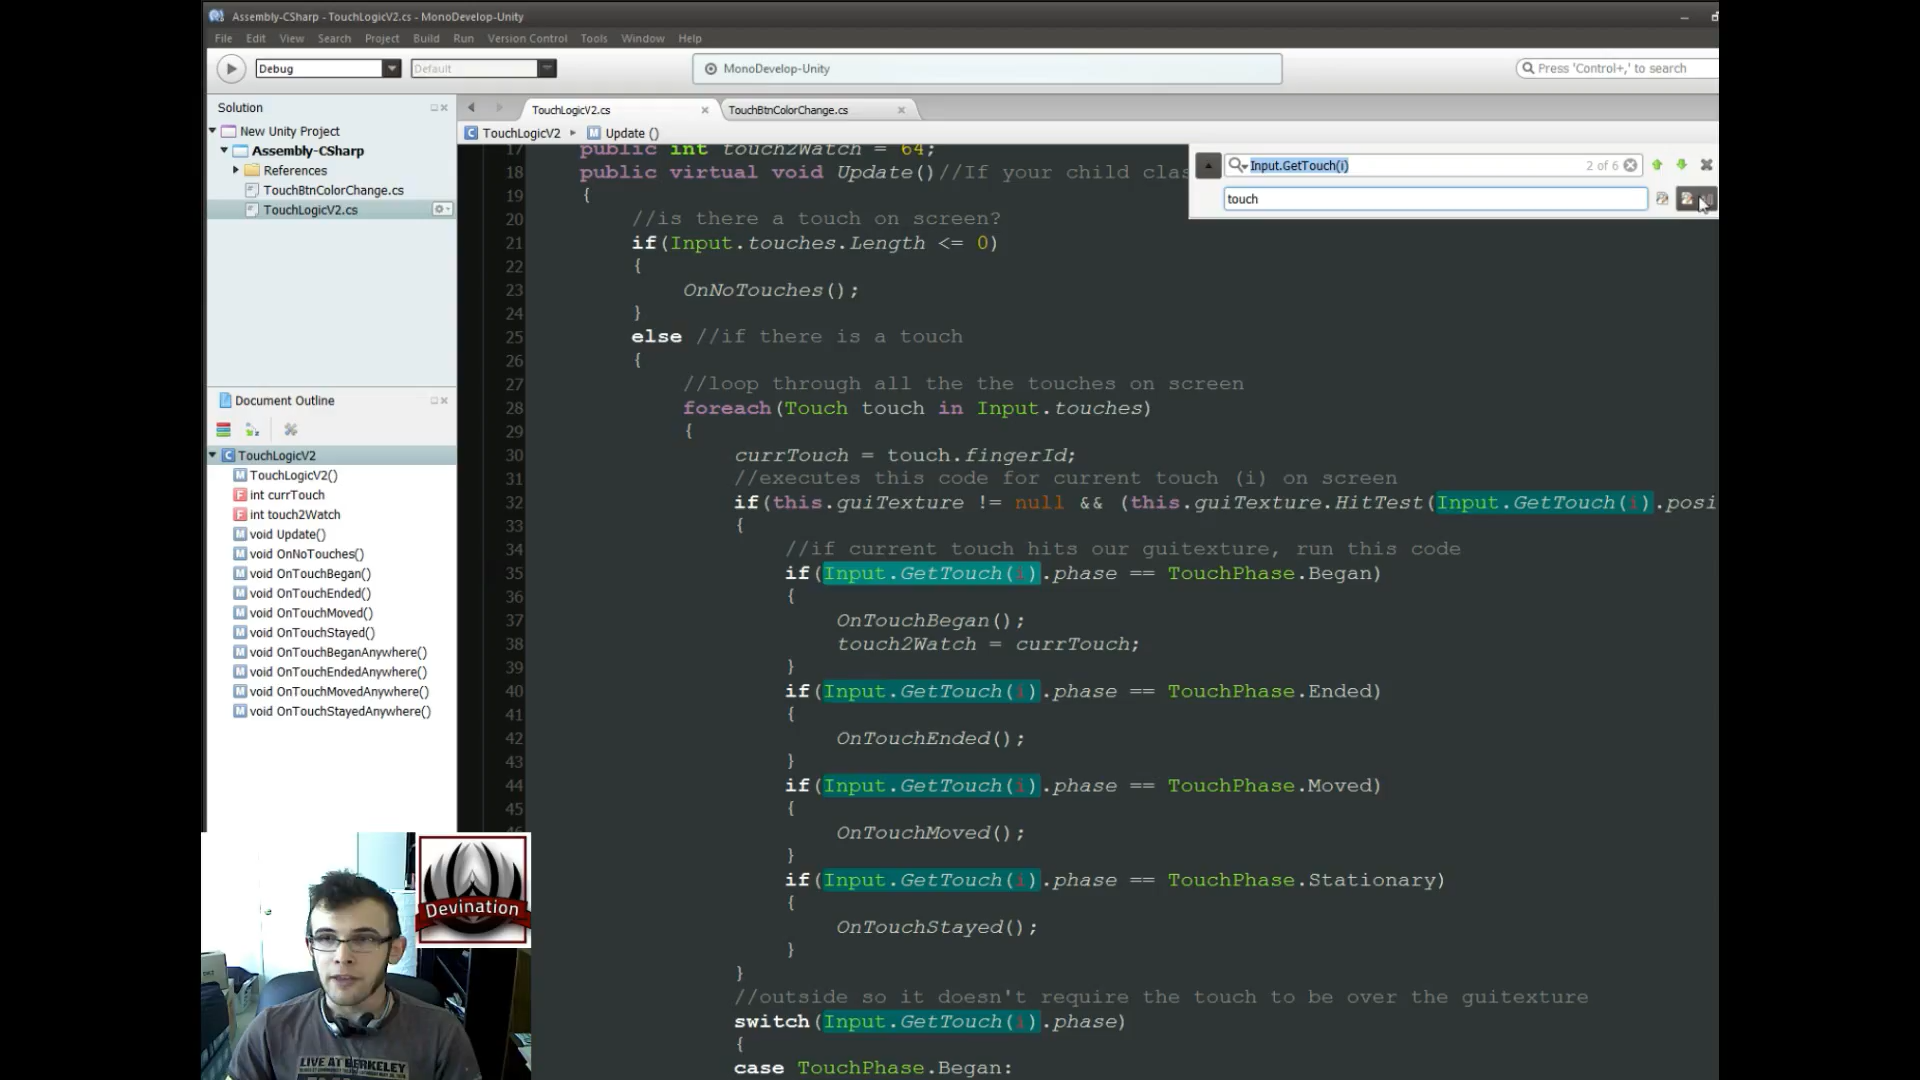 Assembly-CSharp - TouchLogicV2.cs - MonoDevelop-Unity
File Edit View Search Project Build Run Version Control Tools Window Help
Debug
Default
MonoDevelop-Unity
Press 'Control+,' to search
Solution
New Unity Project
Assembly-CSharp
References
TouchBtnColorChange.cs
TouchLogicV2.cs
Document Outline
TouchLogicV2
TouchLogicV2()
int currTouch
int touch2Watch
void Update()
void OnNoTouches()
void OnTouchBegan()
void OnTouchEnded()
void OnTouchMoved()
void OnTouchStayed()
void OnTouchBeganAnywhere()
void OnTouchEndedAnywhere()
void OnTouchMovedAnywhere()
void OnTouchStayedAnywhere()
TouchLogicV2.cs
TouchBtnColorChange.cs
TouchLogicV2 Update ()
Input.GetTouch(i) 2 of 6
touch
17 public int touch2Watch = 64;
18 public virtual void Update()//If your child clas
19 {
20 //is there a touch on screen?
21 if(Input.touches.Length <= 0)
22 {
23 OnNoTouches();
24 }
25 else //if there is a touch
26 {
27 //loop through all the the touches on screen
28 foreach(Touch touch in Input.touches)
29 {
30 currTouch = touch.fingerId;
31 //executes this code for current touch (i) on screen
32 if(this.guiTexture != null && (this.guiTexture.HitTest(Input.GetTouch(i).posi
33 {
34 //if current touch hits our guitexture, run this code
35 if(Input.GetTouch(i).phase == TouchPhase.Began)
36 {
37 OnTouchBegan();
38 touch2Watch = currTouch;
39 }
40 if(Input.GetTouch(i).phase == TouchPhase.Ended)
41 {
42 OnTouchEnded();
43 }
44 if(Input.GetTouch(i).phase == TouchPhase.Moved)
45 {
OnTouchMoved();
}
if(Input.GetTouch(i).phase == TouchPhase.Stationary)
{
OnTouchStayed();
}
}
//outside so it doesn't require the touch to be over the guitexture
switch(Input.GetTouch(i).phase)
{
case TouchPhase.Began:
Devination
LIVE AT BERKELEY